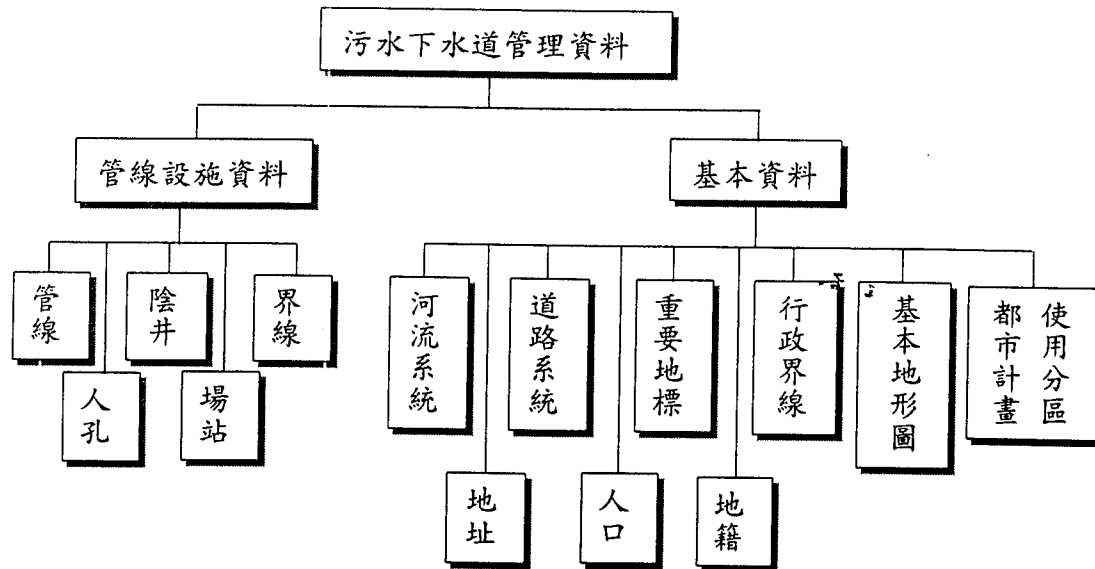 污水下水道管理資料
管線設施資料
基本資料
管線
人孔
陰井
場站
界線
河流系統
地址
道路系統
人口
重要地標
地籍
行政界線
基本地形圖
都市計畫
使用分區